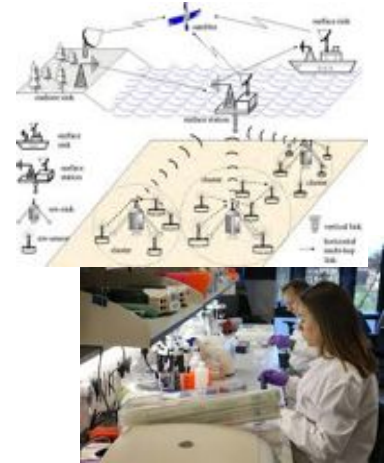 satellite
surface sink
onshore sink
surface station
surface
sink
surface
station
uw-sink
uw-sensor
cluster
cluster
cluster
vertical link
horizontal
multi-hop
link